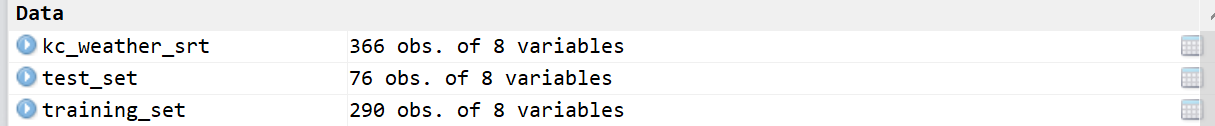 Data
kc_weather_srt 366 obs. of 8 variables
test_set 76 obs. of 8 variables
training_set 290 obs. of 8 variables